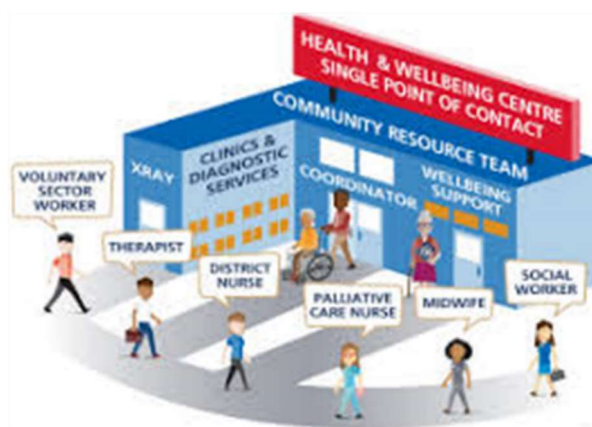 HEALTH & WELLBEING CENTRE
SINGLE POINT OF CONTACT
COMMUNITY RESOURCE TEAM
XRAY
CLINICS &
DIAGNOSTIC
SERVICES
COORDINATOR
WELLBEING
SUPPORT
VOLUNTARY
SECTOR
WORKER
THERAPIST
DISTRICT
NURSE
PALLIATIVE
CARE NURSE
MIDWIFE
SOCIAL
WORKER